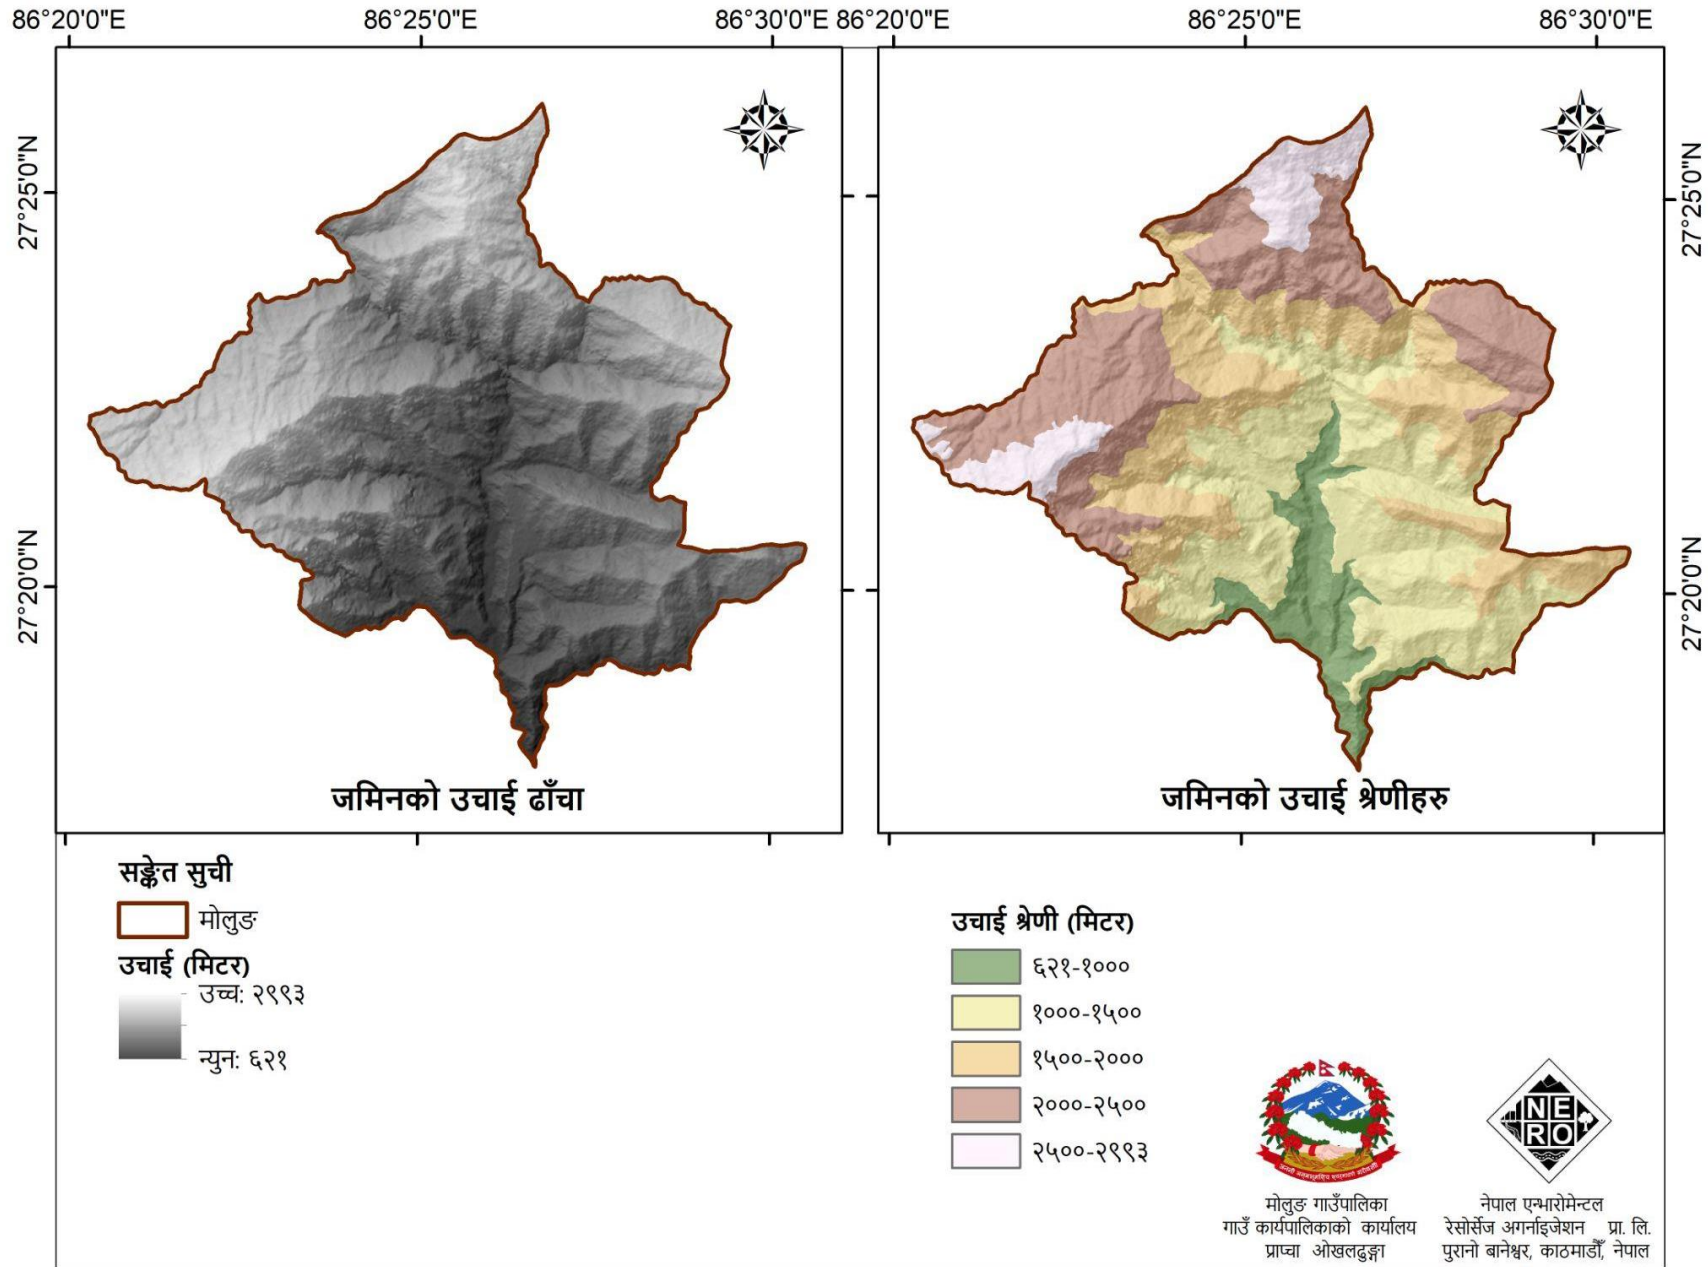 86°20'0"E 86°25'0"E 86°30'0"E 86°20'0"E 86°25'0"E 86°30'0"E
27°25'0"N
27°20'0"N
27°25'0"N
27°20'0"N
जमिनको उचाई ढाँचा
जमिनको उचाई श्रेणीहरु
सङ्केत सुची
मोलुङ
उचाई (मिटर)
उच्च: २९९३
न्युन: ६२१
उचाई श्रेणी (मिटर)
६२१-१०००
१०००-१५००
१५००-२०००
२०००-२५००
२५००-२९९३
मोलुङ गाउँपालिका
गाउँ कार्यपालिकाको कार्यालय
प्राप्चा ओखलढुङ्गा
NE
RO
नेपाल एन्भारोमेन्टल
रेसोर्सेज अगर्नाइजेशन प्रा. लि.
पुरानो बानेश्वर, काठमाडौँ, नेपाल